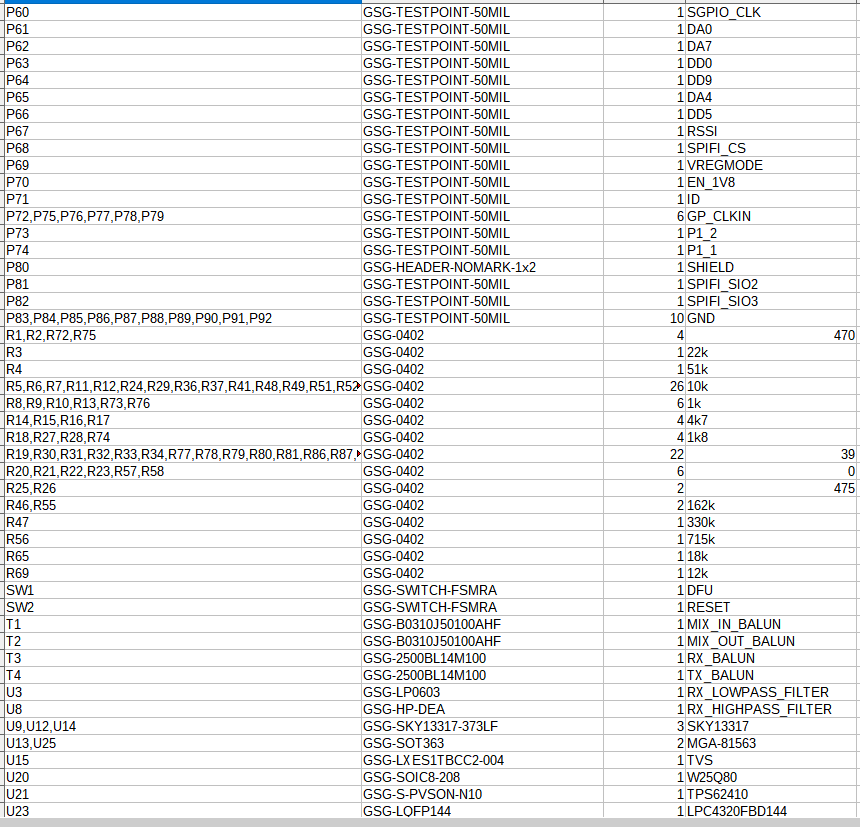 P60 GSG-TESTPOINT-50MIL 1 SGPIO_CLK
P61 GSG-TESTPOINT-50MIL 1 DA0
P62 GSG-TESTPOINT-50MIL 1 DA7
P63 GSG-TESTPOINT-50MIL 1 DD0
P64 GSG-TESTPOINT-50MIL 1 DD9
P65 GSG-TESTPOINT-50MIL 1 DA4
P66 GSG-TESTPOINT-50MIL 1 DD5
P67 GSG-TESTPOINT-50MIL 1 RSSI
P68 GSG-TESTPOINT-50MIL 1 SPIFI_CS
P69 GSG-TESTPOINT-50MIL 1 VREGMODE
P70 GSG-TESTPOINT-50MIL 1 EN_1V8
P71 GSG-TESTPOINT-50MIL 1 ID
P72,P75,P76,P77,P78,P79 GSG-TESTPOINT-50MIL 6 GP_CLKIN
P73 GSG-TESTPOINT-50MIL 1 P1_2
P74 GSG-TESTPOINT-50MIL 1 P1_1
P80 GSG-HEADER-NOMARK-1x2 1 SHIELD
P81 GSG-TESTPOINT-50MIL 1 SPIFI_SIO2
P82 GSG-TESTPOINT-50MIL 1 SPIFI_SIO3
P83,P84,P85,P86,P87,P88,P89,P90,P91,P92 GSG-TESTPOINT-50MIL 10 GND
R1,R2,R72,R75 GSG-0402 4 470
R3 GSG-0402 1 22k
R4 GSG-0402 1 51k
R5,R6,R7,R11,R12,R24,R29,R36,R37,R41,R48,R49,R51,R52 GSG-0402 26 10k
R8,R9,R10,R13,R73,R76 GSG-0402 6 1k
R14,R15,R16,R17 GSG-0402 4 4k7
R18,R27,R28,R74 GSG-0402 4 1k8
R19,R30,R31,R32,R33,R34,R77,R78,R79,R80,R81,R86,R87, GSG-0402 22 39
R20,R21,R22,R23,R57,R58 GSG-0402 6 0
R25,R26 GSG-0402 2 475
R46,R55 GSG-0402 2 162k
R47 GSG-0402 1 330k
R56 GSG-0402 1 715k
R65 GSG-0402 1 18k
R69 GSG-0402 1 12k
SW1 GSG-SWITCH-FSMRA 1 DFU
SW2 GSG-SWITCH-FSMRA 1 RESET
T1 GSG-B0310J50100AHF 1 MIX_IN_BALUN
T2 GSG-B0310J50100AHF 1 MIX_OUT_BALUN
T3 GSG-2500BL14M100 1 RX_BALUN
T4 GSG-2500BL14M100 1 TX_BALUN
U3 GSG-LP0603 1 RX_LOWPASS_FILTER
U8 GSG-HP-DEA 1 RX_HIGHPASS_FILTER
U9,U12,U14 GSG-SKY13317-373LF 3 SKY13317
U13,U25 GSG-SOT363 2 MGA-81563
U15 GSG-LXES1TBCC2-004 1 TVS
U20 GSG-SOIC8-208 1 W25Q80
U21 GSG-S-PVSON-N10 1 TPS62410
U23 GSG-LQFP144 1 LPC4320FBD144